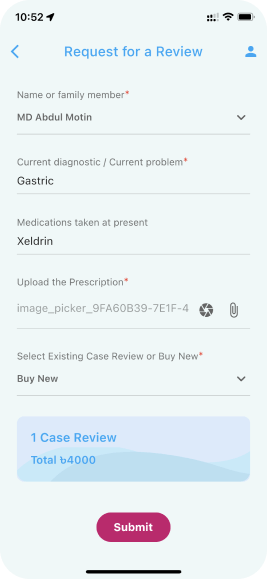 10:52
Request for a Review
Name or family member*
MD Abdul Motin
Current diagnostic / Current problem*
Gastric
Medications taken at present
Xeldrin
Upload the Prescription*
image_picker_9FA60B39-7E1F-4
Select Existing Case Review or Buy New*
Buy New
1 Case Review
Total ৳4000
Submit